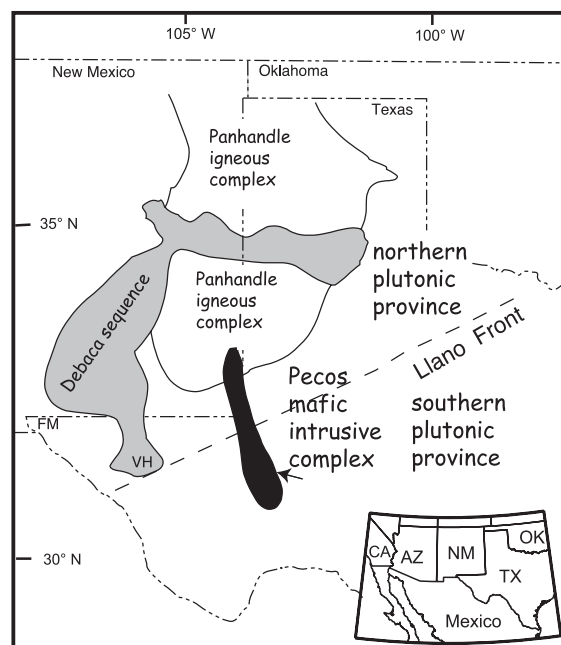 105° W
100° W
New Mexico
Oklahoma
Texas
Panhandle
igneous
complex
35° N
northern
plutonic
province
Panhandle
igneous
complex
Debaca sequence
Llano Front
Pecos
mafic
intrusive
complex
southern
plutonic
province
FM
VH
30° N
CA
AZ
NM
OK
TX
Mexico